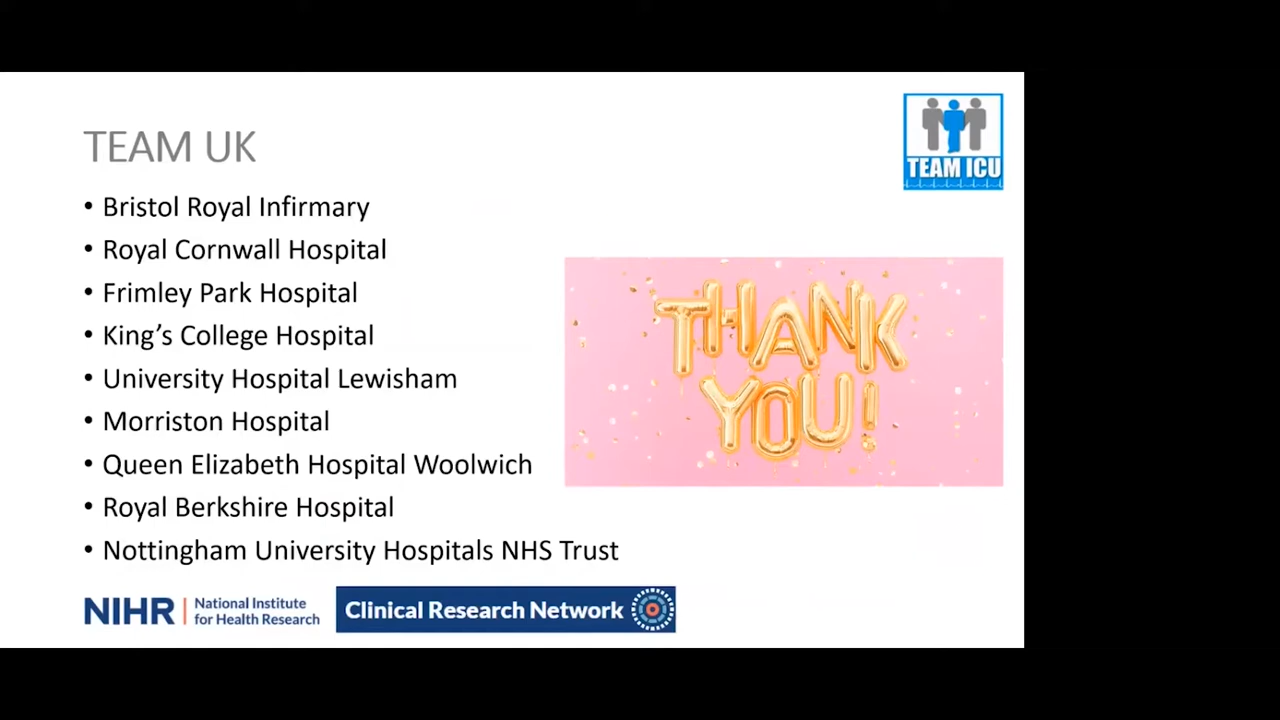 TEAM UK
TEAM ICU
• Bristol Royal Infirmary
• Royal Cornwall Hospital
• Frimley Park Hospital
• King’s College Hospital
• University Hospital Lewisham
• Morriston Hospital
• Queen Elizabeth Hospital Woolwich
• Royal Berkshire Hospital
• Nottingham University Hospitals NHS Trust
THANK
YOU!
NIHR | National Institute
for Health Research
Clinical Research Network